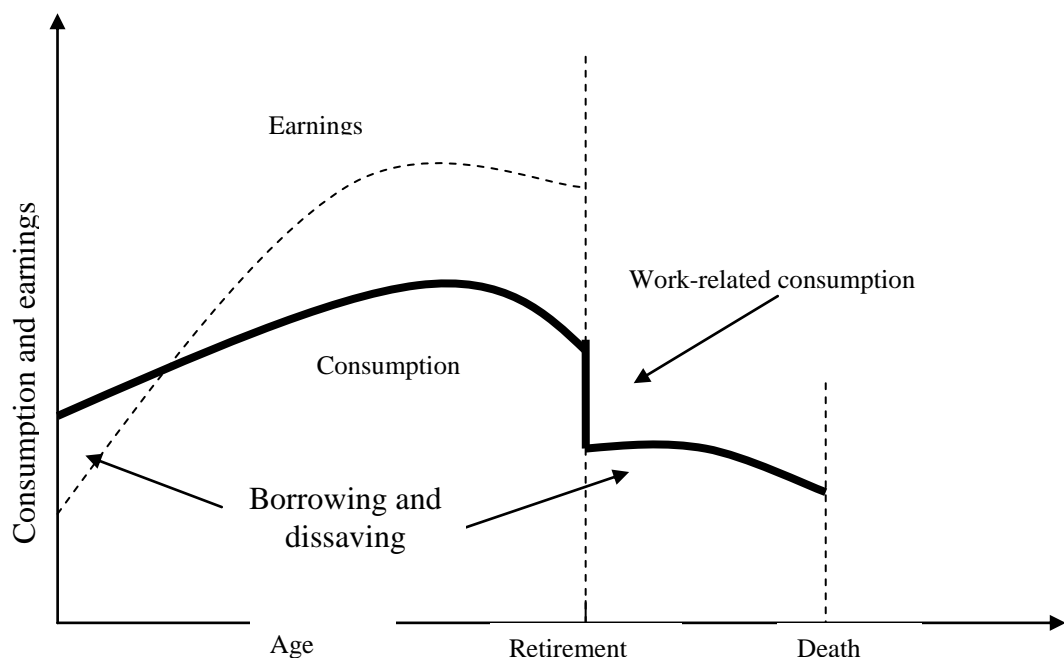 Earnings
Work-related consumption
Consumption
Consumption and earnings
Borrowing and
dissaving
Age
Retirement
Death